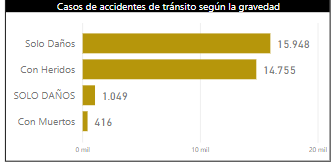 Casos de accidentes de tránsito según la gravedad
Solo Daños 15.948
Con Heridos 14.755
SOLO DAÑOS 1.049
Con Muertos 416
0 mil 10 mil 20 mil